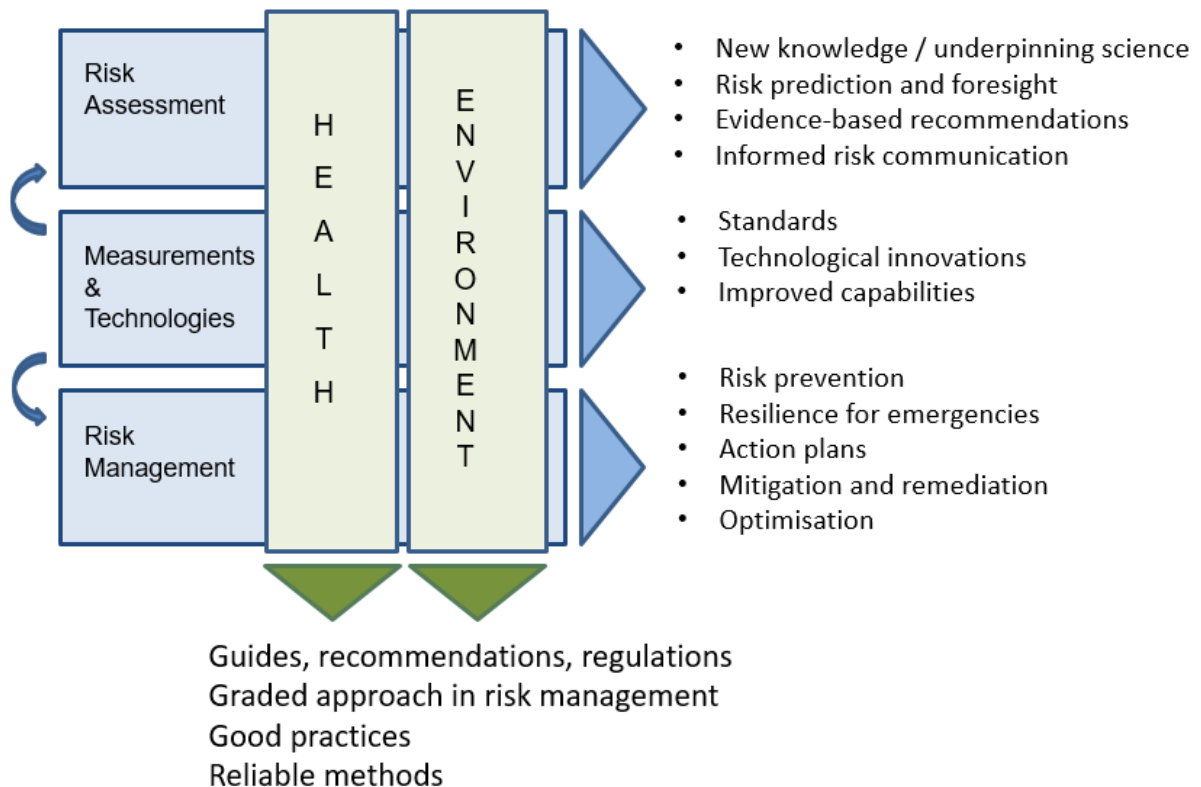 Risk
Assessment
Measurements
&
Technologies
Risk
Management
HEALTH
ENVIRONMENT
• New knowledge / underpinning science
• Risk prediction and foresight
• Evidence-based recommendations
• Informed risk communication
• Standards
• Technological innovations
• Improved capabilities
• Risk prevention
• Resilience for emergencies
• Action plans
• Mitigation and remediation
• Optimisation
Guides, recommendations, regulations
Graded approach in risk management
Good practices
Reliable methods